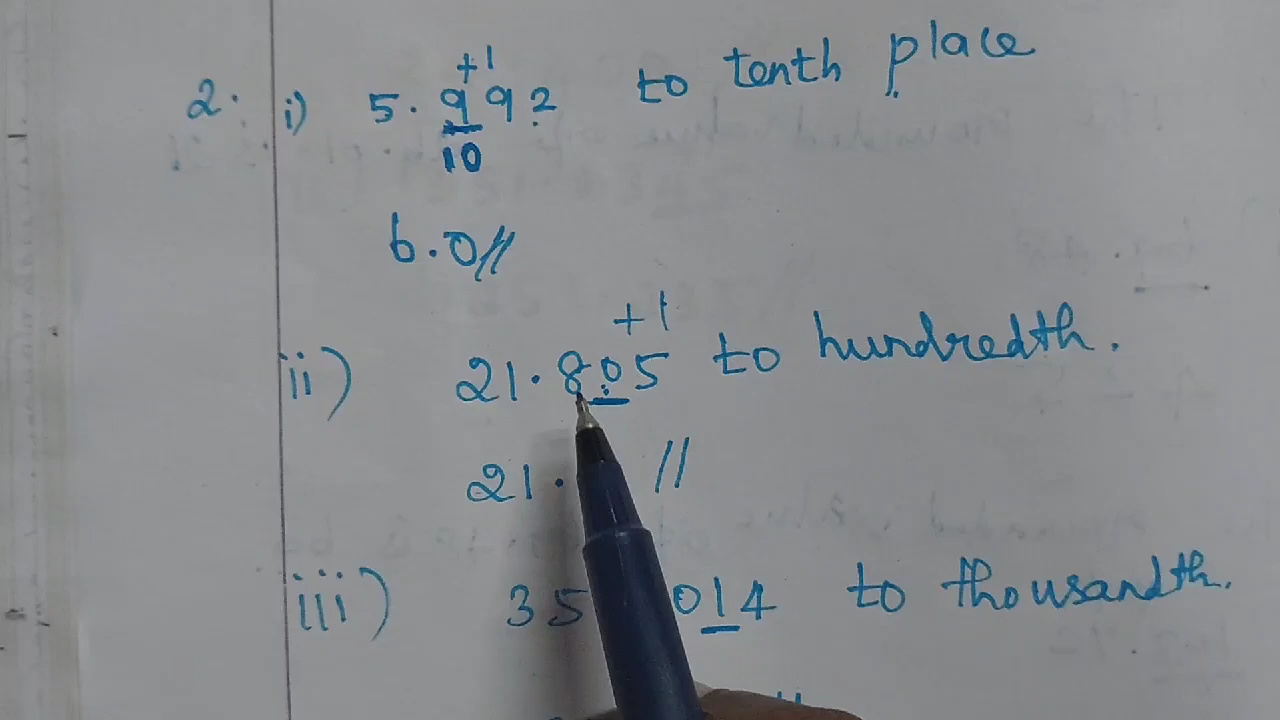 +1
2. i) 5.992 to tenth place
10
6.0//
+1
ii) 21.805 to hundredth.
21. //
iii) 35 014 to thousandth.